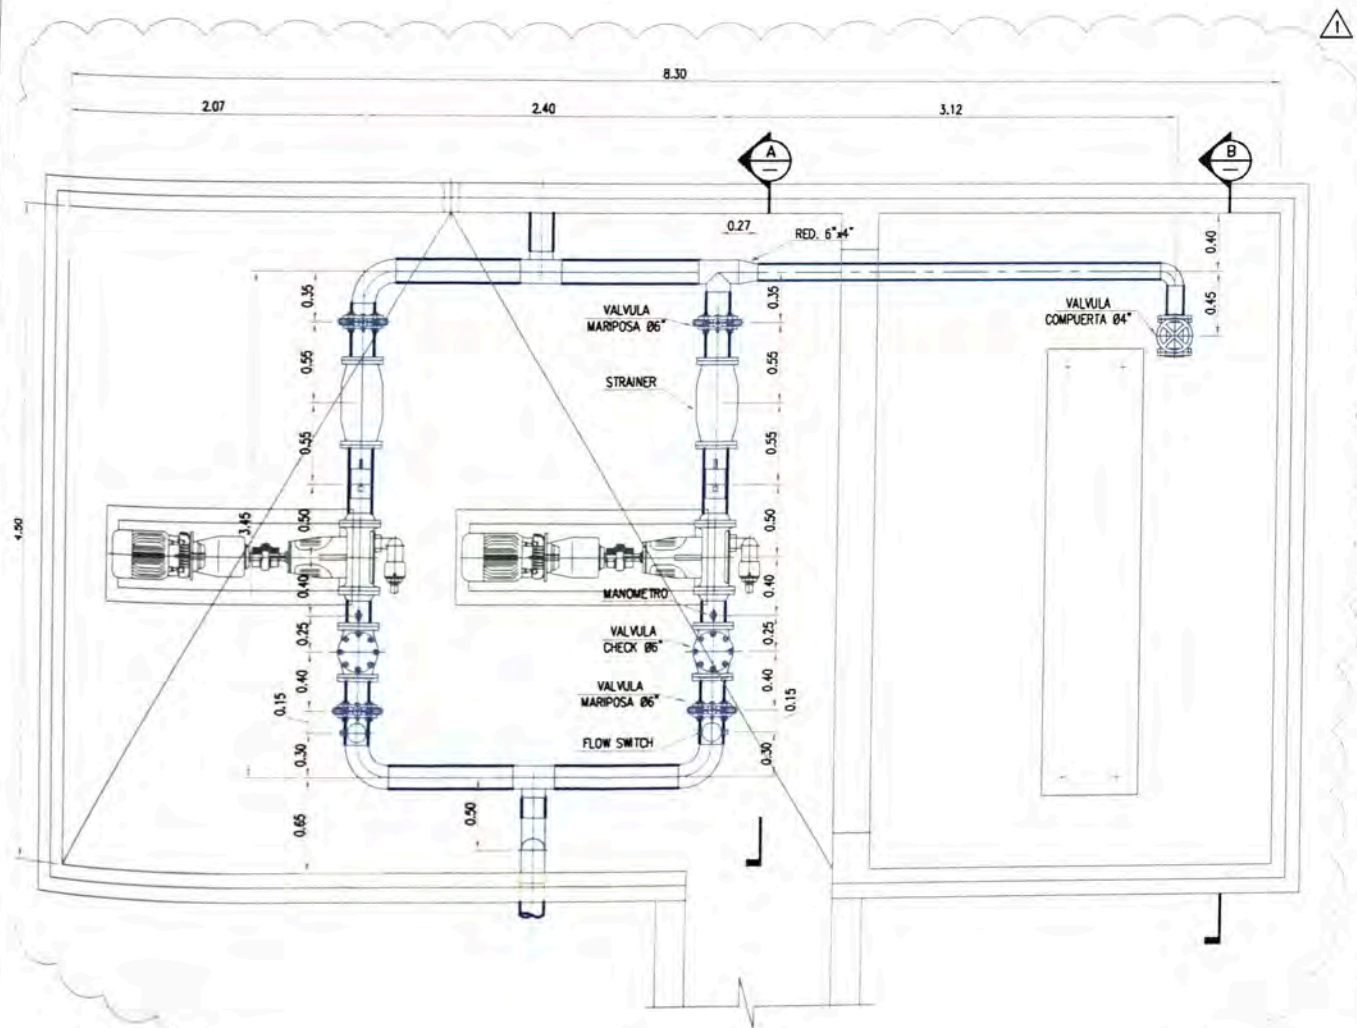 1
8.30
2.07
2.40
3.12
A
B
0.27
RED. 6"x4"
0.40
0.35
VALVULA
MARIPOSA Ø6"
0.35
VALVULA
COMPUERTA Ø4"
0.45
0.55
STRAINER
0.55
0.55
0.55
4.50
3.45
0.50
0.50
0.40
MANOMETRO
0.40
0.25
VALVULA
CHECK Ø6"
0.25
0.40
0.15
VALVULA
MARIPOSA Ø6"
0.40
0.15
FLOW SWITCH
0.30
0.30
0.65
0.50